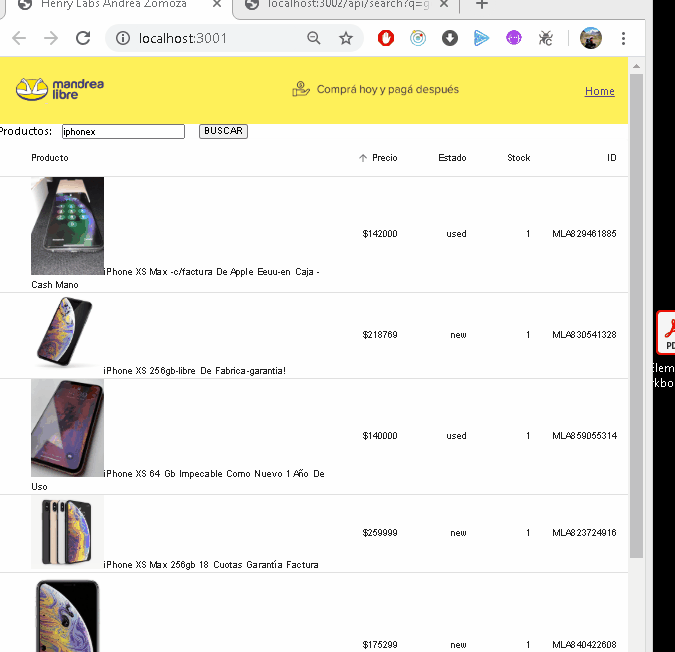 Henry Labs Andrea Zomoza
localhost:3002/api/search?q=g
localhost:3001
mandrea
libre
Comprá hoy y pagá después
Home
Productos: iphonex BUSCAR
Producto Precio Estado Stock ID
iPhone XS Max -c/factura De Apple Eeuu-en Caja -
Cash Mano
$142000 used 1 MLA829461885
iPhone XS 256gb-libre De Fabrica-garantia!
$218769 new 1 MLA830541328
iPhone XS 64 Gb Impecable Como Nuevo 1 Año De
Uso
$140000 used 1 MLA859055314
iPhone XS Max 256gb 18 Cuotas Garantía Factura
$259999 new 1 MLA823724916
$175299 new 1 MLA840422608